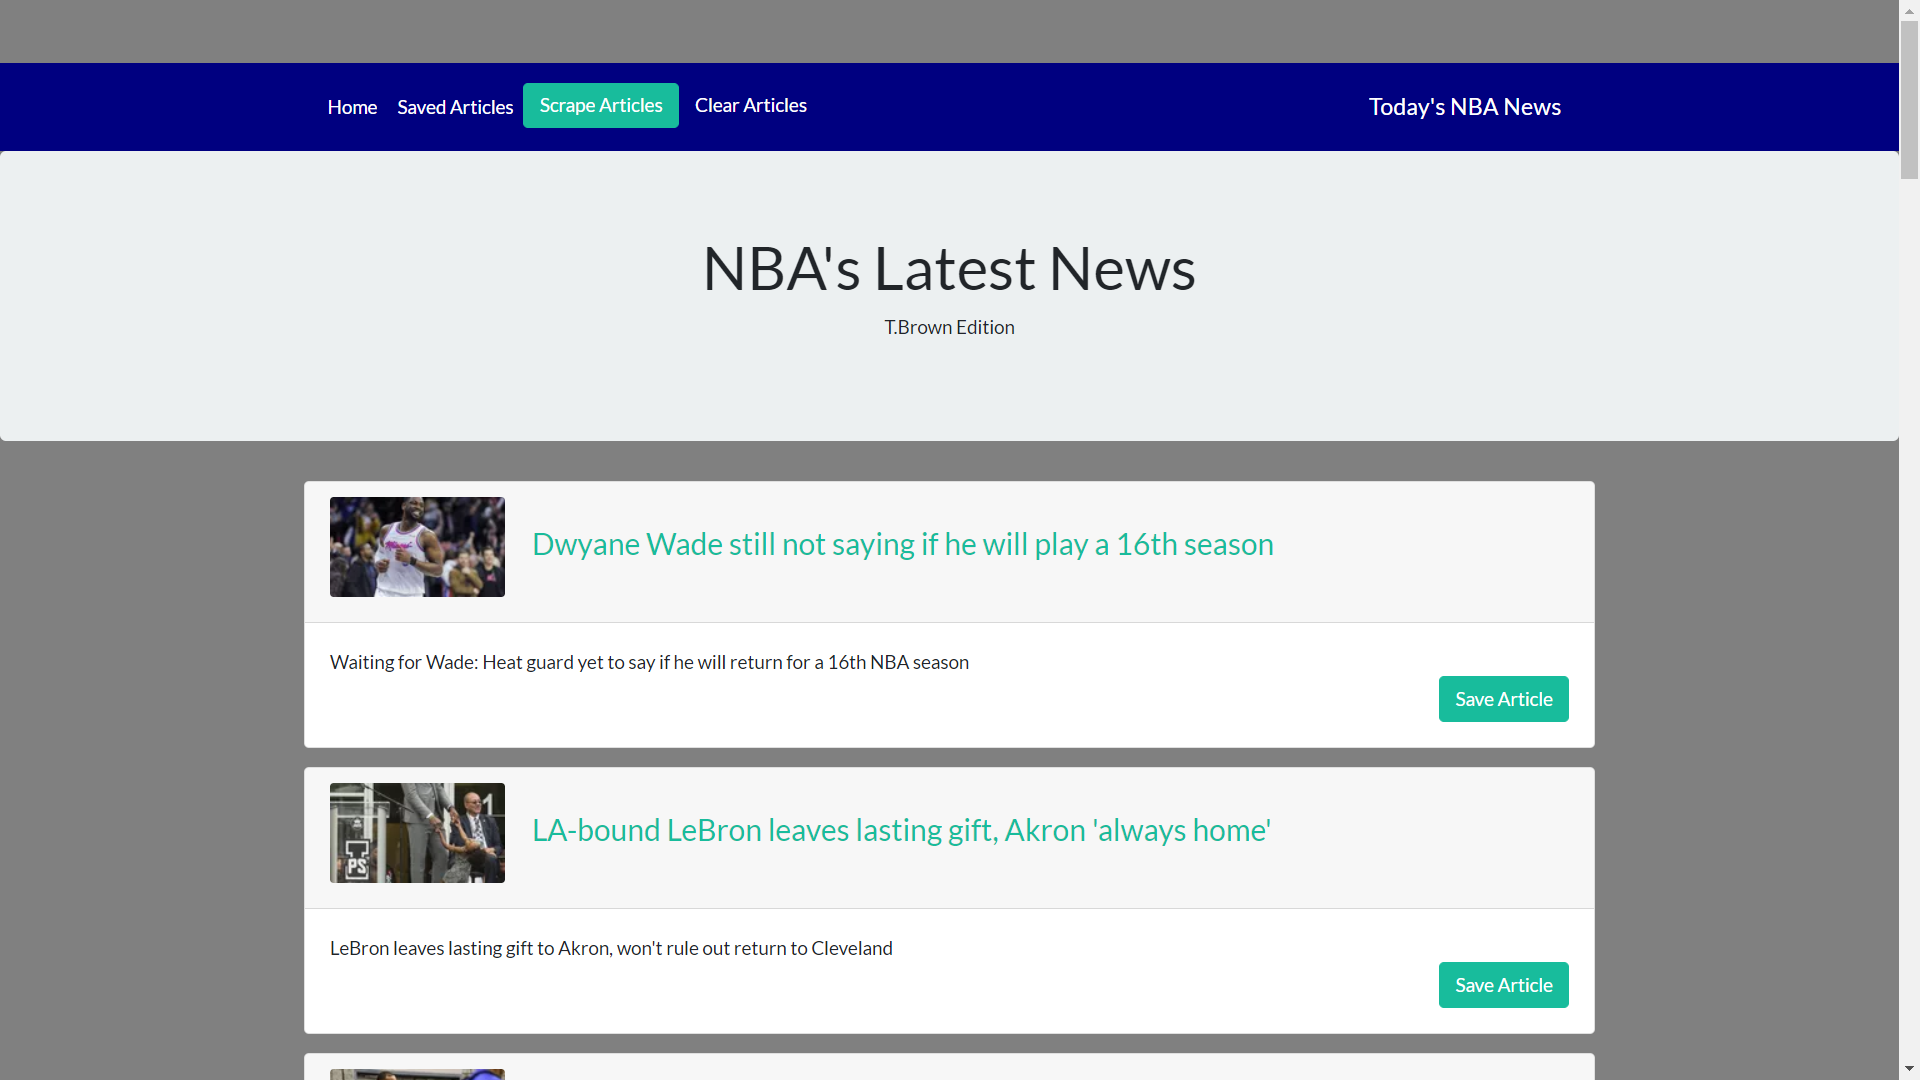 Home Saved Articles Scrape Articles Clear Articles Today's NBA News
NBA's Latest News
T.Brown Edition
Dwyane Wade still not saying if he will play a 16th season
Waiting for Wade: Heat guard yet to say if he will return for a 16th NBA season
Save Article
1
PS
LA-bound LeBron leaves lasting gift, Akron 'always home'
LeBron leaves lasting gift to Akron, won't rule out return to Cleveland
Save Article